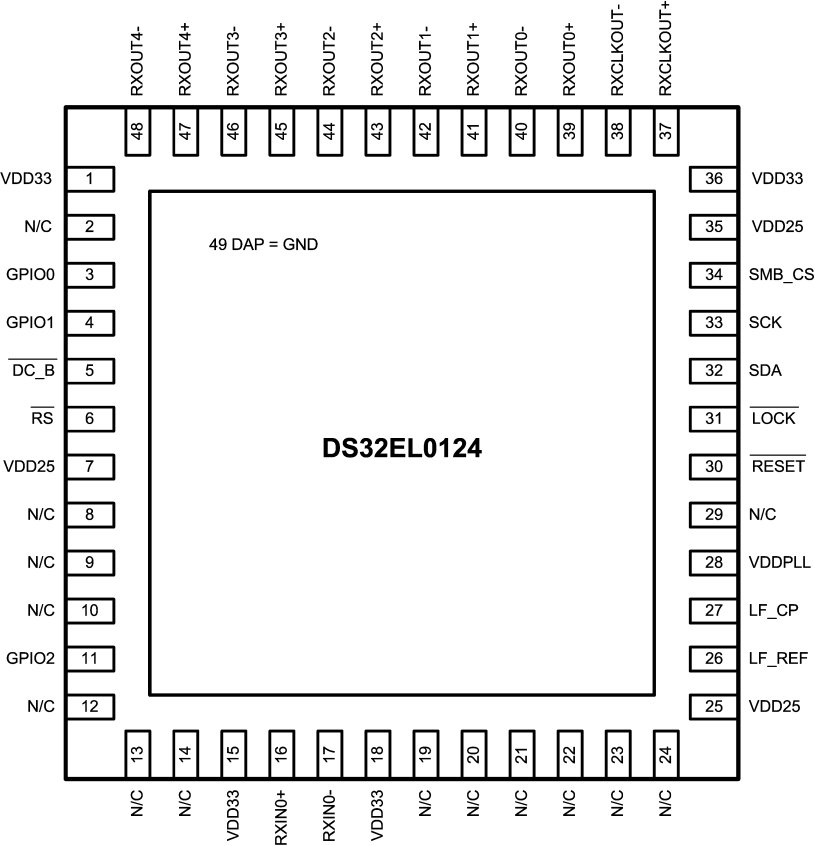 RXOUT4-
RXOUT4+
RXOUT3-
RXOUT3+
RXOUT2-
RXOUT2+
RXOUT1-
RXOUT1+
RXOUT0-
RXOUT0+
RXCLKOUT-
RXCLKOUT+
48
47
46
45
44
43
42
41
40
39
38
37
VDD33 1
N/C 2
GPIO0 3
GPIO1 4
DC_B 5
RS 6
VDD25 7
N/C 8
N/C 9
N/C 10
GPIO2 11
N/C 12
49 DAP = GND
DS32EL0124
36 VDD33
35 VDD25
34 SMB_CS
33 SCK
32 SDA
31 LOCK
30 RESET
29 N/C
28 VDDPLL
27 LF_CP
26 LF_REF
25 VDD25
13
14
15
16
17
18
19
20
21
22
23
24
N/C
N/C
VDD33
RXIN0+
RXIN0-
VDD33
N/C
N/C
N/C
N/C
N/C
N/C